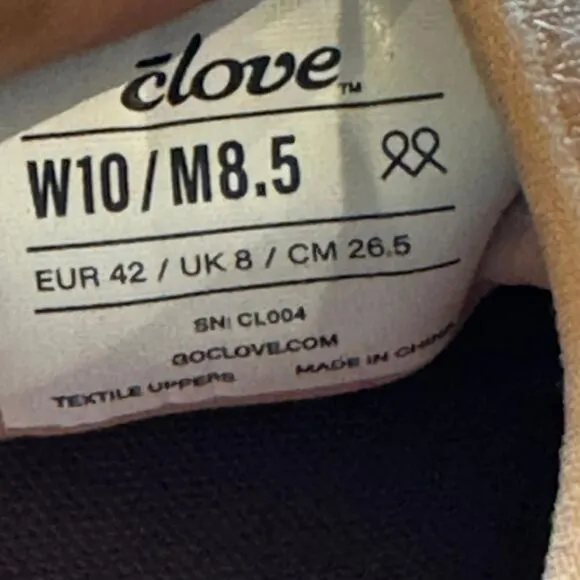 c̄love™
W10/M8.5
EUR 42 / UK 8 / CM 26.5
SN: CL004
GOCLOVE.COM
TEXTILE UPPERS MADE IN CHINA